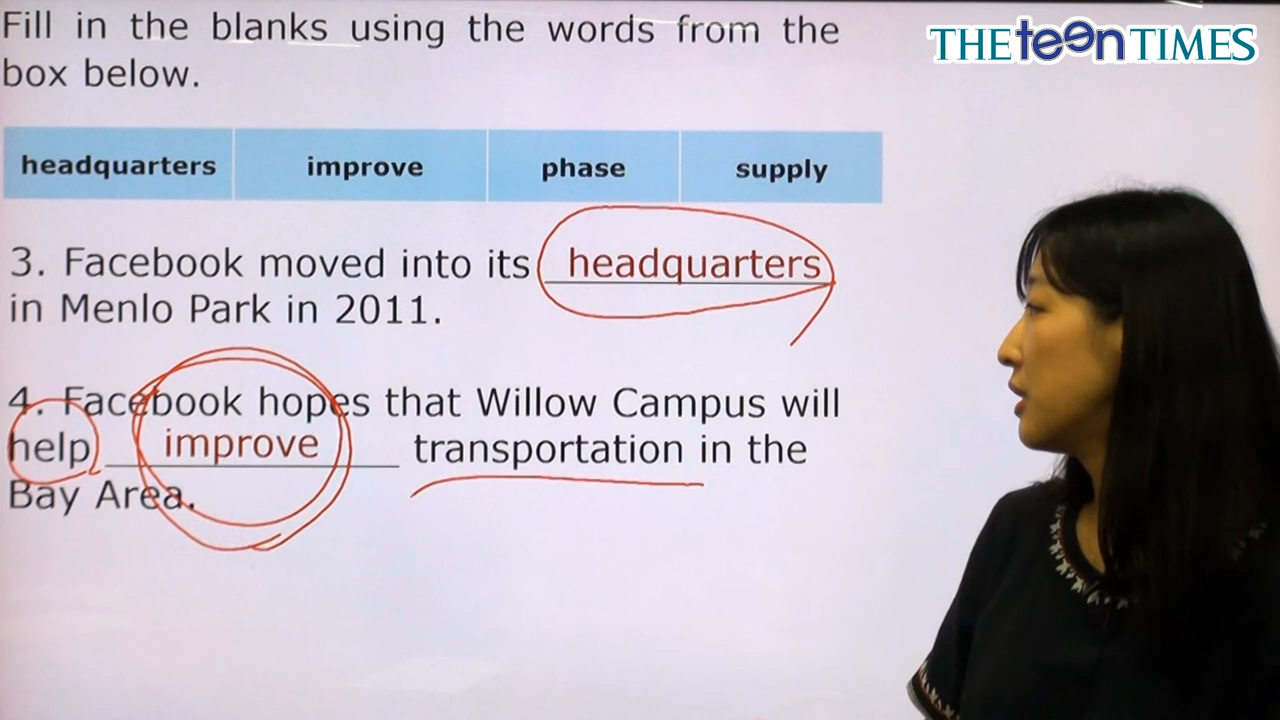 THE teen TIMES
Fill in the blanks using the words from the
box below.
headquarters improve phase supply
3. Facebook moved into its headquarters
in Menlo Park in 2011.
4. Facebook hopes that Willow Campus will
help improve transportation in the
Bay Area.